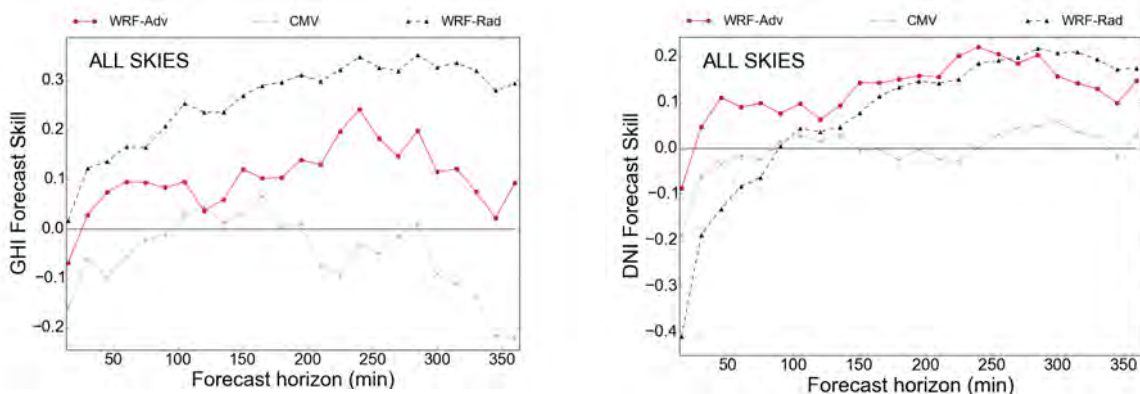 WRF-Adv CMV WRF-Rad
ALL SKIES
GHI Forecast Skill
0.3
0.2
0.1
0.0
−0.1
−0.2
50 100 150 200 250 300 350
Forecast horizon (min)
WRF-Adv CMV WRF-Rad
ALL SKIES
DNI Forecast Skill
0.2
0.1
0.0
−0.1
−0.2
−0.3
−0.4
50 100 150 200 250 300 350
Forecast horizon (min)